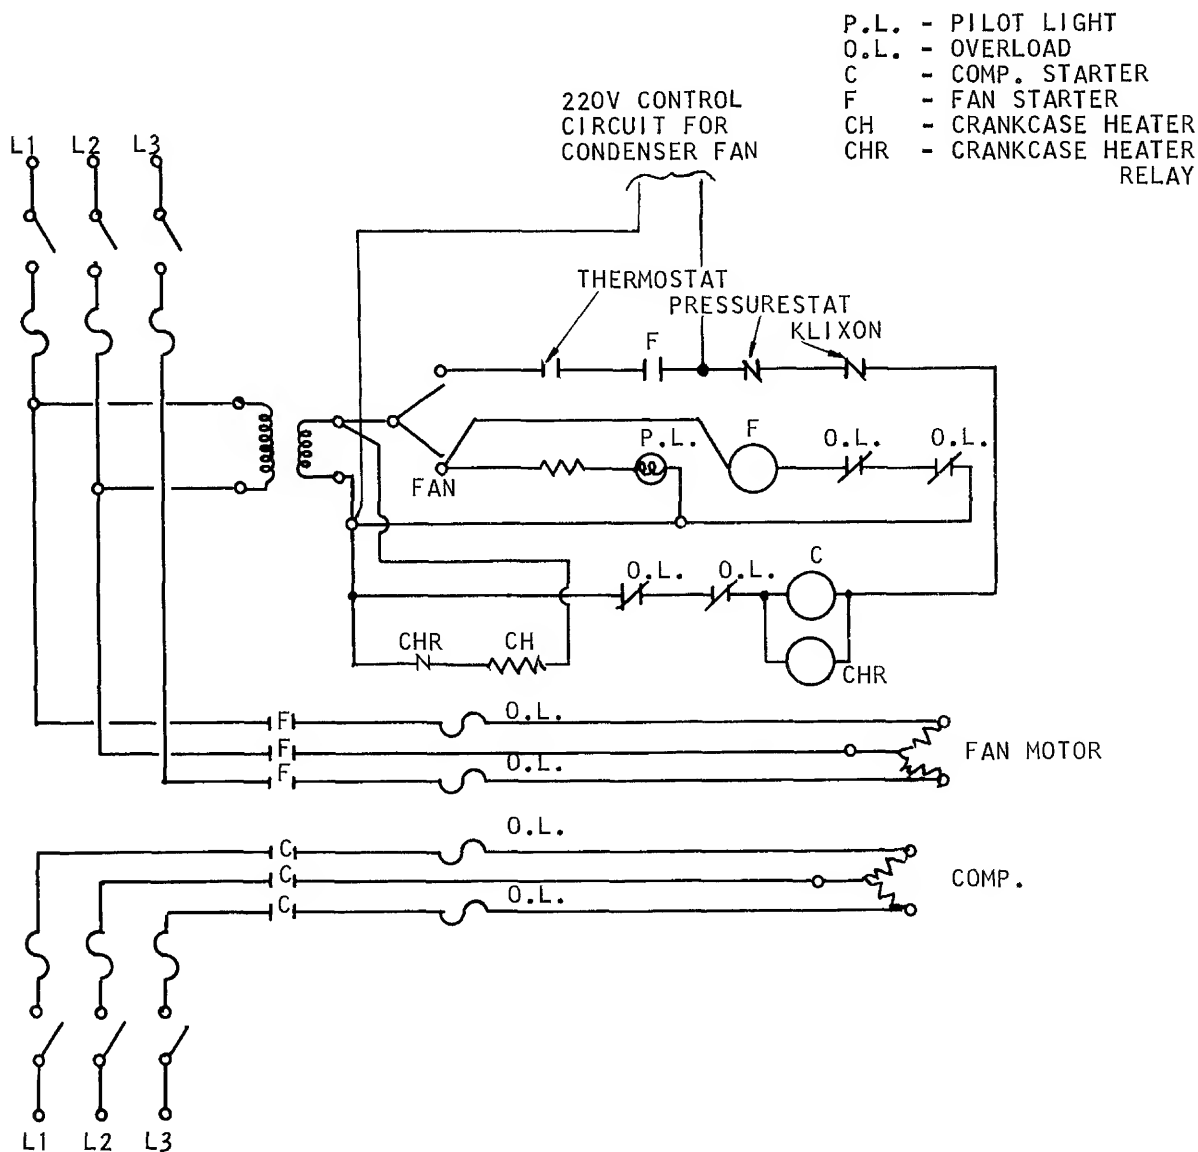 P.L. - PILOT LIGHT
O.L. - OVERLOAD
C - COMP. STARTER
F - FAN STARTER
CH - CRANKCASE HEATER
CHR - CRANKCASE HEATER
RELAY
220V CONTROL
CIRCUIT FOR
CONDENSER FAN
L1 L2 L3
THERMOSTAT
PRESSURESTAT
KLIXON
F
P.L. F O.L. O.L.
FAN
C
O.L. O.L.
CHR CH
CHR
F O.L.
F FAN MOTOR
F O.L.
O.L.
C
C COMP.
C O.L.
L1 L2 L3